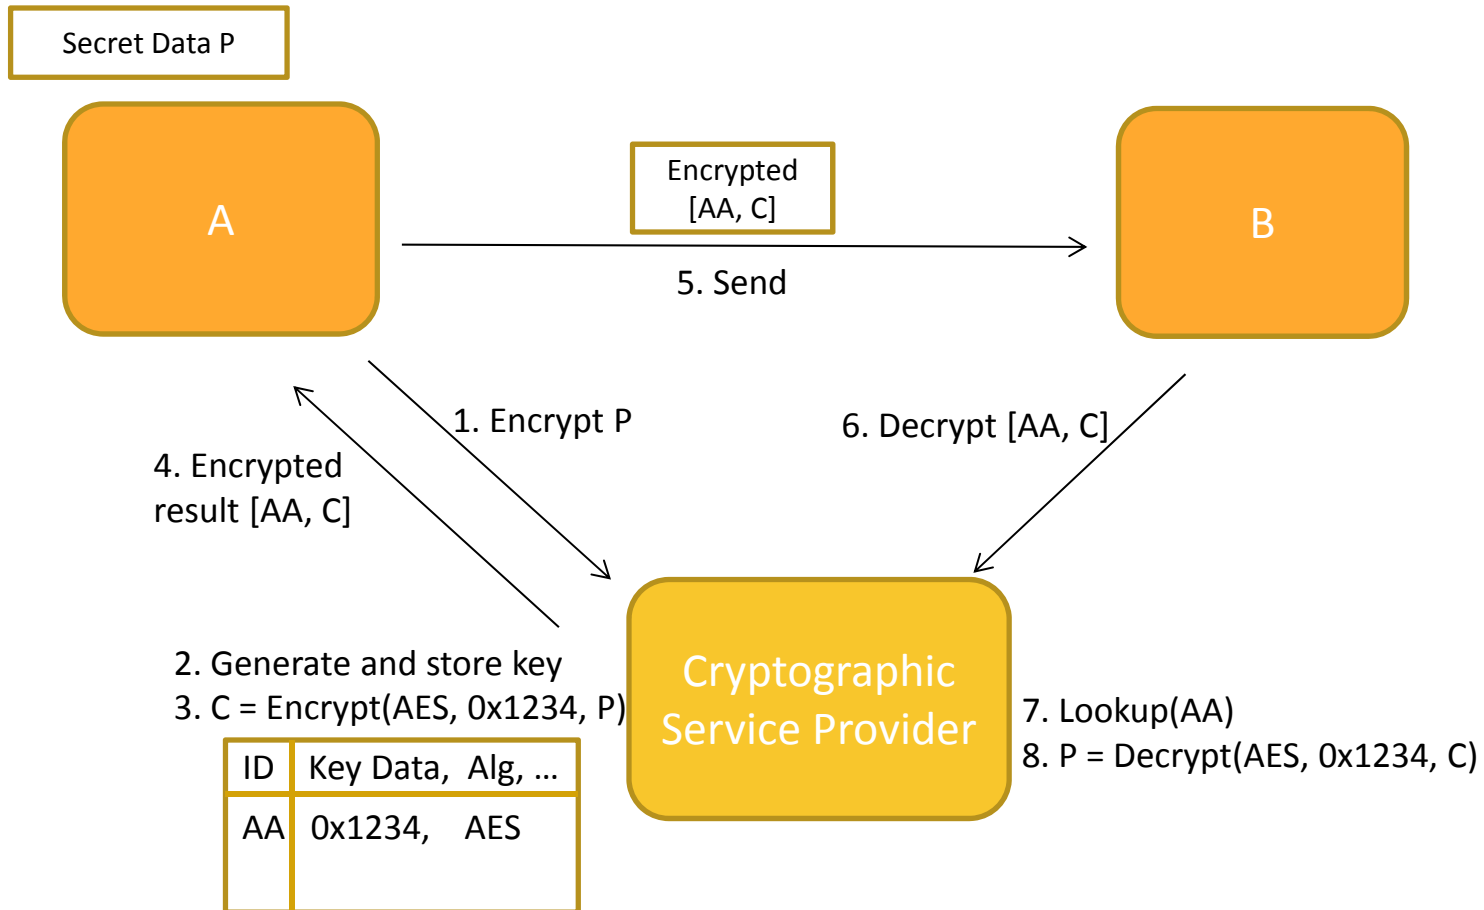 Secret Data P
A
Encrypted
[AA, C]
B
5. Send
1. Encrypt P
6. Decrypt [AA, C]
4. Encrypted
result [AA, C]
2. Generate and store key
3. C = Encrypt(AES, 0x1234, P)
Cryptographic
Service Provider
7. Lookup(AA)
8. P = Decrypt(AES, 0x1234, C)
ID Key Data, Alg, ...
AA 0x1234, AES